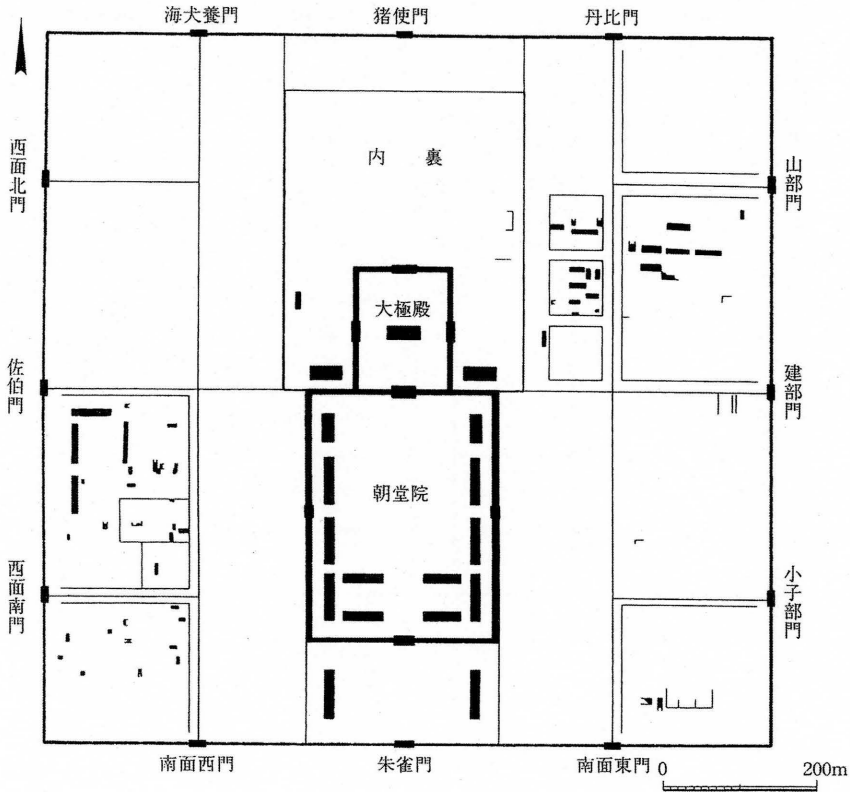 海犬養門
猪使門
丹比門
西面北門
内裏
山部門
大極殿
佐伯門
建部門
朝堂院
西面南門
小子部門
南面西門
朱雀門
南面東門
0
200m